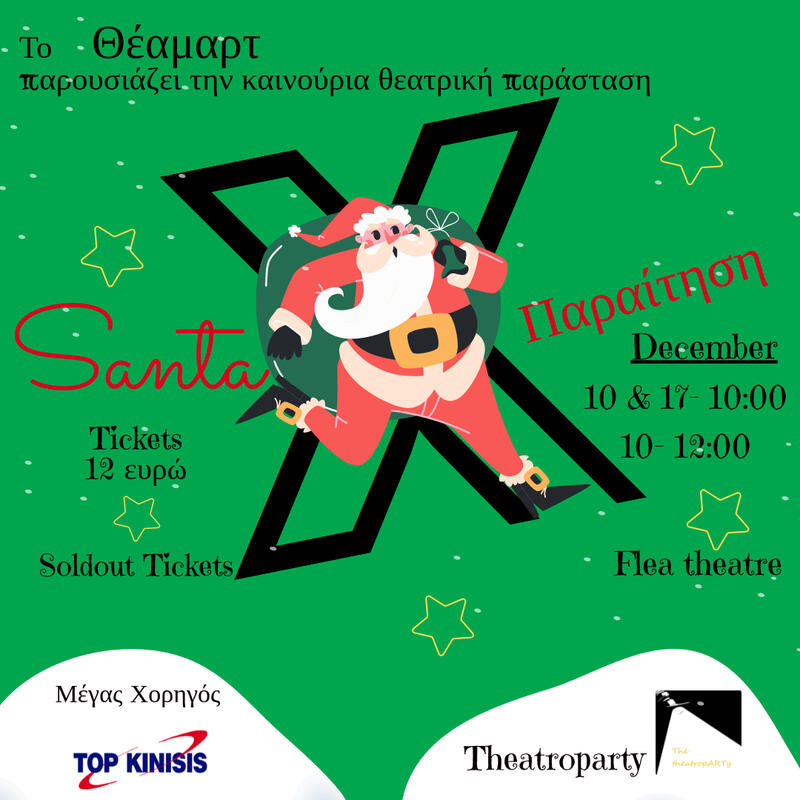 Το Θέαμαρτ
παρουσιάζει την καινούρια θεατρική παράσταση
X
Santa
Παραίτηση
December
10 & 17- 10:00
10- 12:00
Tickets
12 ευρώ
Soldout Tickets
Flea theatre
Μέγας Χορηγός
TOP KINISIS
Theatroparty
The
theatropARTy